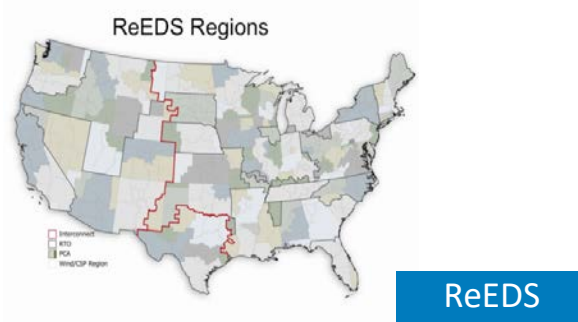 ReEDS Regions
Interconnect
RTO
PCA
Wind/CSP Region
ReEDS